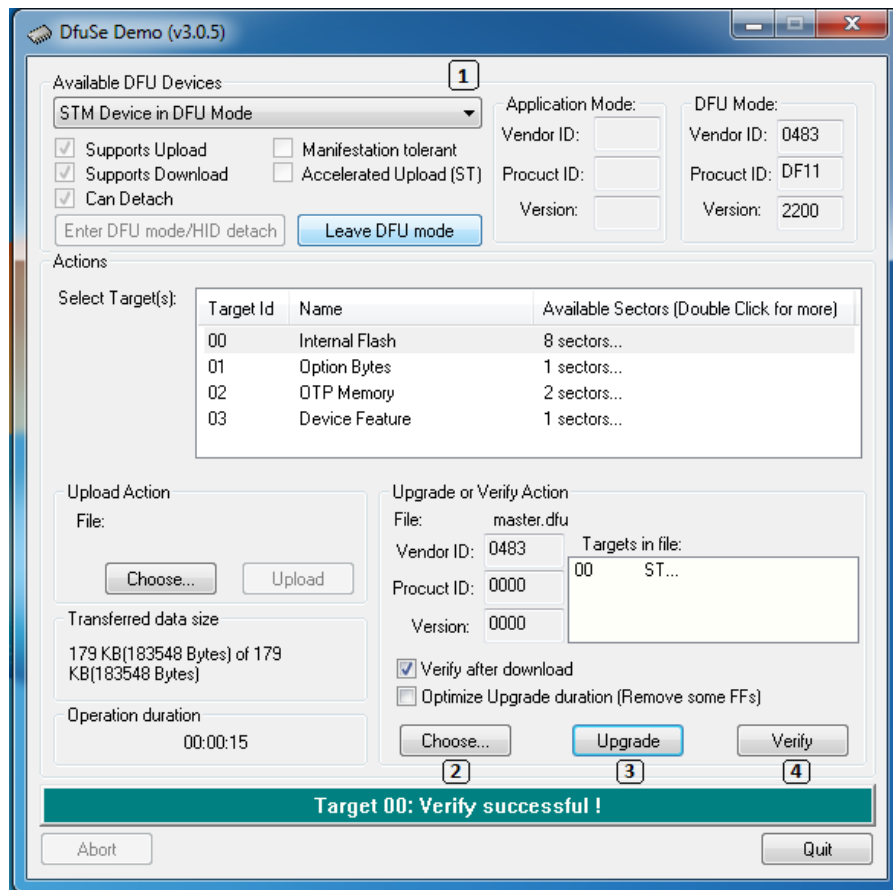 DfuSe Demo (v3.0.5)
1
Available DFU Devices
STM Device in DFU Mode
Supports Upload
Manifestation tolerant
Supports Download
Accelerated Upload (ST)
Can Detach
Enter DFU mode/HID detach
Leave DFU mode
Application Mode:
Vendor ID:
Procuct ID:
Version:
DFU Mode:
Vendor ID: 0483
Procuct ID: DF11
Version: 2200
Actions
Select Target(s):
Target Id Name Available Sectors (Double Click for more)
00 Internal Flash 8 sectors...
01 Option Bytes 1 sectors...
02 OTP Memory 2 sectors...
03 Device Feature 1 sectors...
Upload Action
File:
Choose... Upload
Transferred data size
179 KB(183548 Bytes) of 179
KB(183548 Bytes)
Operation duration
00:00:15
Upgrade or Verify Action
File: master.dfu
Vendor ID: 0483
Procuct ID: 0000
Version: 0000
Targets in file:
00 ST...
Verify after download
Optimize Upgrade duration (Remove some FFs)
Choose... Upgrade Verify
2 3 4
Target 00: Verify successful !
Abort Quit